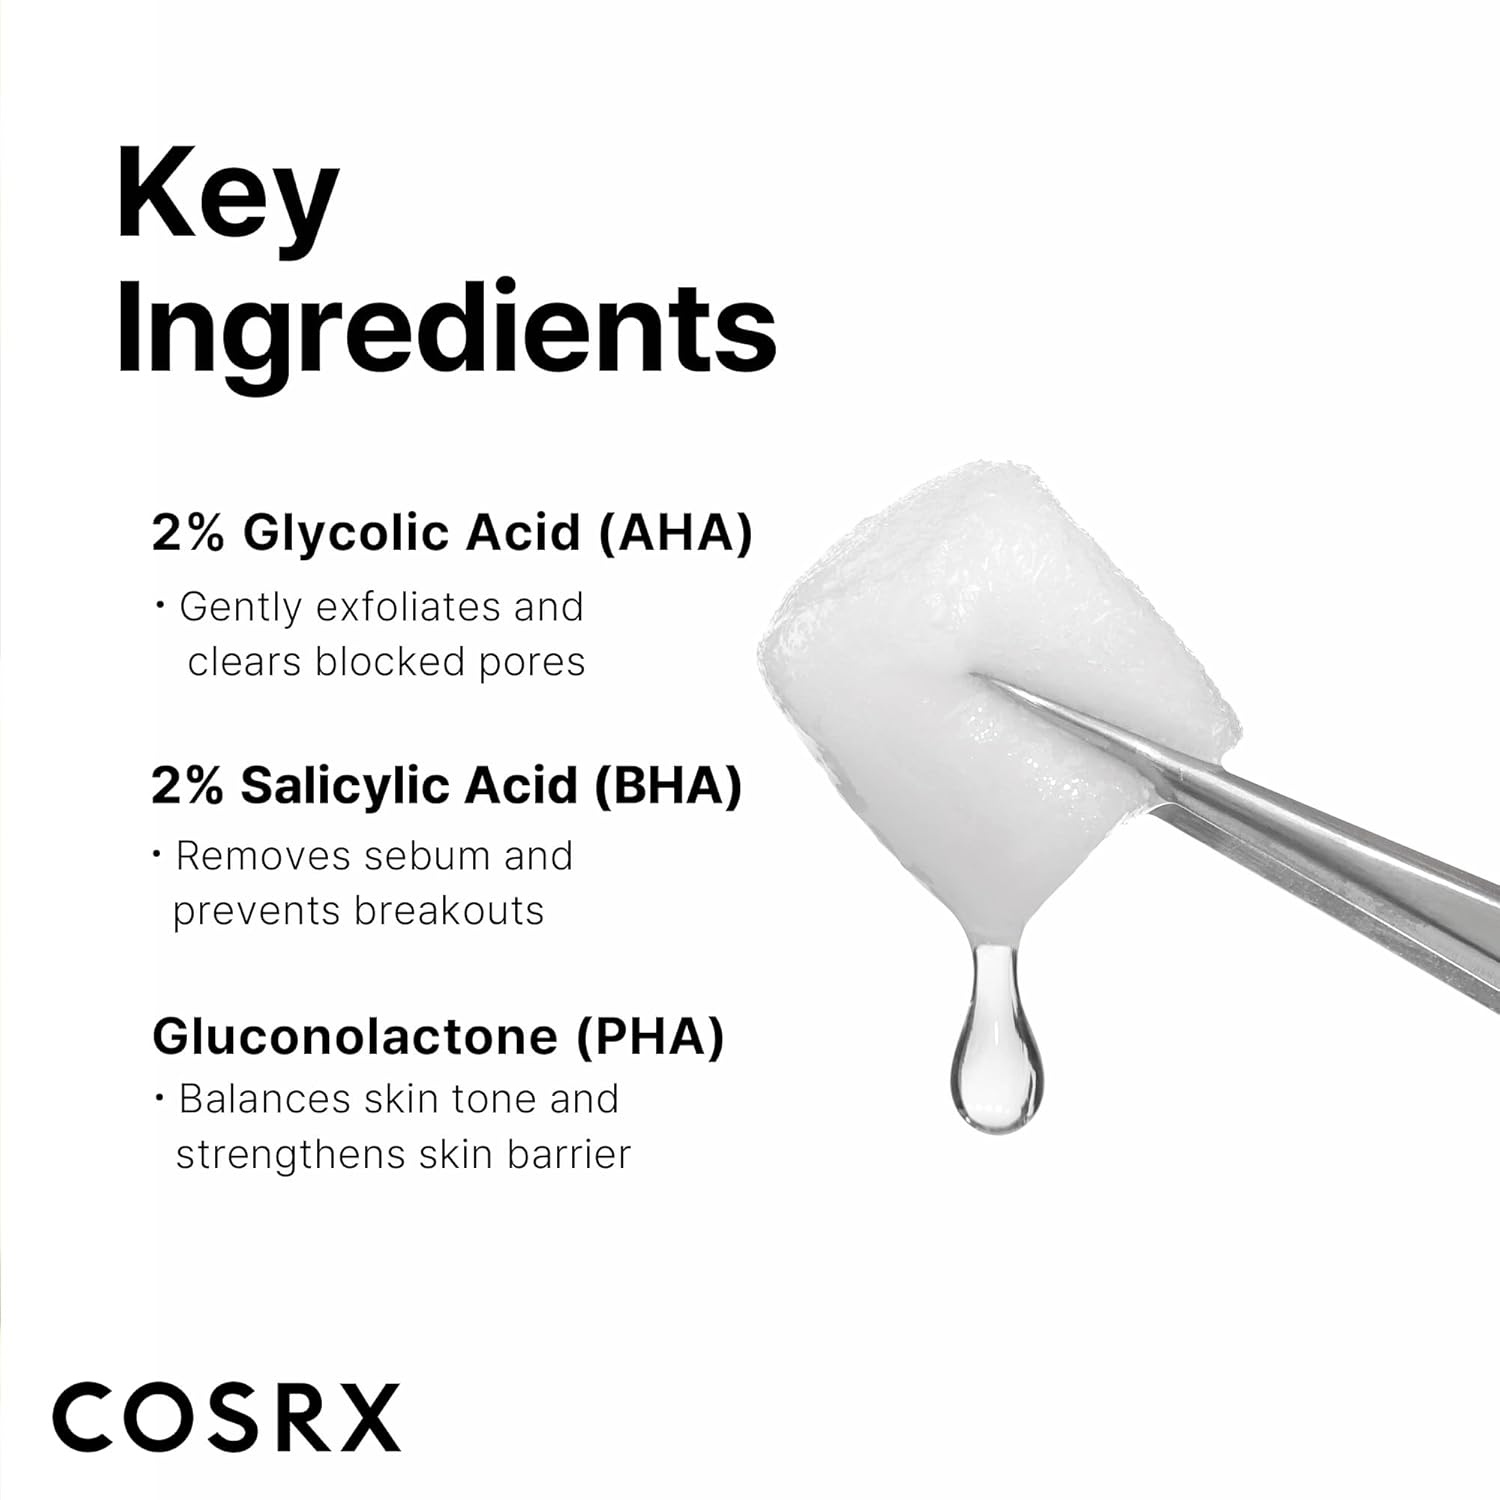 Key
Ingredients
2% Glycolic Acid (AHA)
· Gently exfoliates and
clears blocked pores
2% Salicylic Acid (BHA)
· Removes sebum and
prevents breakouts
Gluconolactone (PHA)
· Balances skin tone and
strengthens skin barrier
COSRX